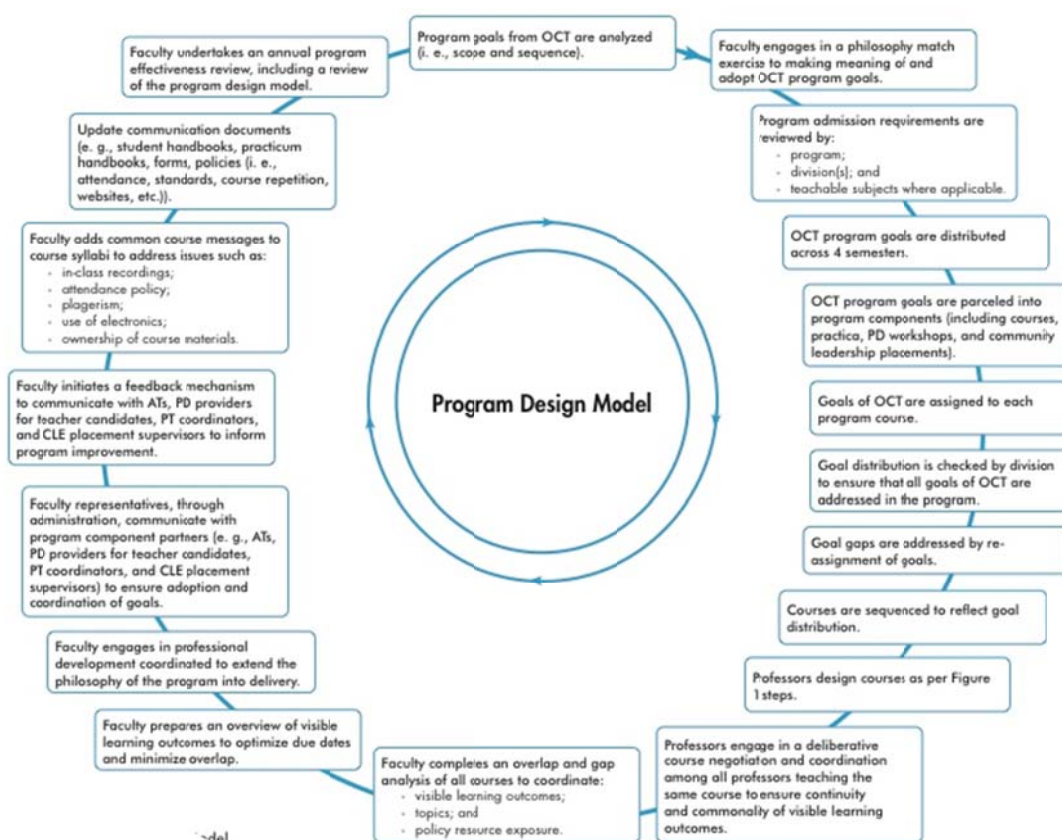 Program goals from OCT are analyzed
(i. e., scope and sequence).
Faculty engages in a philosophy match
exercise to making meaning of and
adopt OCT program goals.
Program admission requirements are
reviewed by:
- program;
- division(s); and
- teachable subjects where applicable.
OCT program goals are distributed
across 4 semesters.
OCT program goals are parceled into
program components (including courses,
practica, PD workshops, and community
leadership placements).
Goals of OCT are assigned to each
program course.
Goal distribution is checked by division
to ensure that all goals of OCT are
addressed in the program.
Goal gaps are addressed by re-
assignment of goals.
Courses are sequenced to reflect goal
distribution.
Professors design courses as per Figure
1 steps.
Professors engage in a deliberative
course negotiation and coordination
among all professors teaching the
same course to ensure continuity
and commonality of visible learning
outcomes.
Faculty completes an overlap and gap
analysis of all courses to coordinate:
- visible learning outcomes;
- topics; and
- policy resource exposure.
Faculty prepares an overview of visible
learning outcomes to optimize due dates
and minimize overlap.
Faculty engages in professional
development coordinated to extend the
philosophy of the program into delivery.
Faculty representatives, through
administration, communicate with
program component partners (e. g., ATs,
PD providers for teacher candidates,
PT coordinators, and CLE placement
supervisors) to ensure adoption and
coordination of goals.
Faculty initiates a feedback mechanism
to communicate with ATs, PD providers
for teacher candidates, PT coordinators,
and CLE placement supervisors to inform
program improvement.
Faculty adds common course messages to
course syllabi to address issues such as:
- in-class recordings;
- attendance policy;
- plagerism;
- use of electronics;
- ownership of course materials.
Update communication documents
(e. g., student handbooks, practicum
handbooks, forms, policies (i. e.,
attendance, standards, course repetition,
websites, etc.)).
Faculty undertakes an annual program
effectiveness review, including a review
of the program design model.
Program Design Model